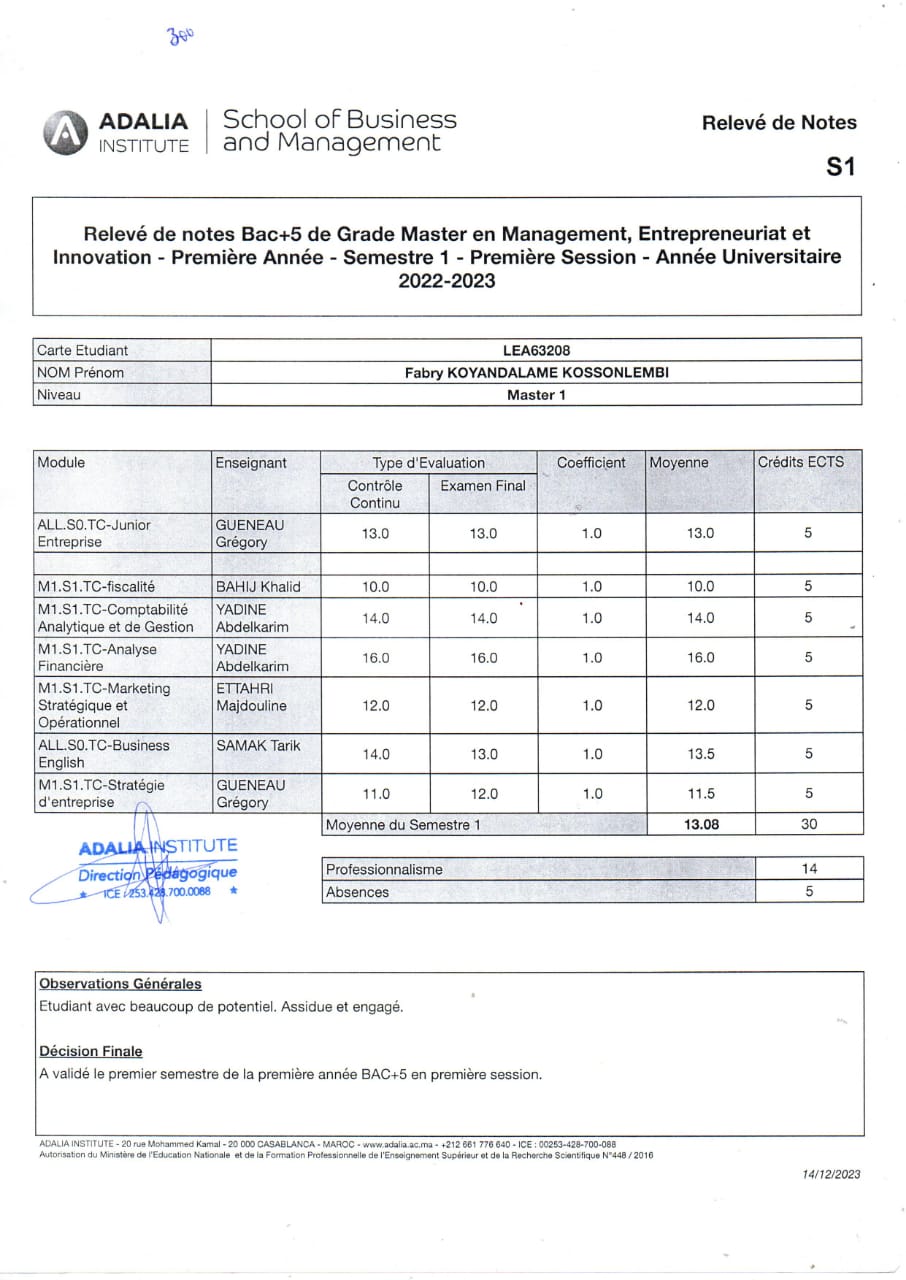 300
ADALIA
INSTITUTE
School of Business
and Management
Relevé de Notes
S1
Relevé de notes Bac+5 de Grade Master en Management, Entrepreneuriat et
Innovation - Première Année - Semestre 1 - Première Session - Année Universitaire
2022-2023
Carte Etudiant LEA63208
NOM Prénom Fabry KOYANDALAME KOSSONLEMBI
Niveau Master 1
Module Enseignant Type d'Evaluation Coefficient Moyenne Crédits ECTS
Contrôle Continu Examen Final
ALL.S0.TC-Junior Entreprise GUENEAU Grégory 13.0 13.0 1.0 13.0 5
M1.S1.TC-fiscalité BAHIJ Khalid 10.0 10.0 1.0 10.0 5
M1.S1.TC-Comptabilité Analytique et de Gestion YADINE Abdelkarim 14.0 14.0 1.0 14.0 5
M1.S1.TC-Analyse Financière YADINE Abdelkarim 16.0 16.0 1.0 16.0 5
M1.S1.TC-Marketing Stratégique et Opérationnel ETTAHRI Majdouline 12.0 12.0 1.0 12.0 5
ALL.S0.TC-Business English SAMAK Tarik 14.0 13.0 1.0 13.5 5
M1.S1.TC-Stratégie d'entreprise GUENEAU Grégory 11.0 12.0 1.0 11.5 5
Moyenne du Semestre 1 13.08 30
ADALIA INSTITUTE
Direction Pédagogique
★ ICE : 253.428.700.0088 ★
Professionnalisme 14
Absences 5
Observations Générales
Etudiant avec beaucoup de potentiel. Assidue et engagé.
Décision Finale
A validé le premier semestre de la première année BAC+5 en première session.
ADALIA INSTITUTE - 20 rue Mohammed Kamal - 20 000 CASABLANCA - MAROC - www.adalia.ac.ma - +212 661 776 640 - ICE : 00253-428-700-088
Autorisation du Ministère de l'Education Nationale et de la Formation Professionnelle de l'Enseignement Supérieur et de la Recherche Scientifique N°448 / 2016
14/12/2023